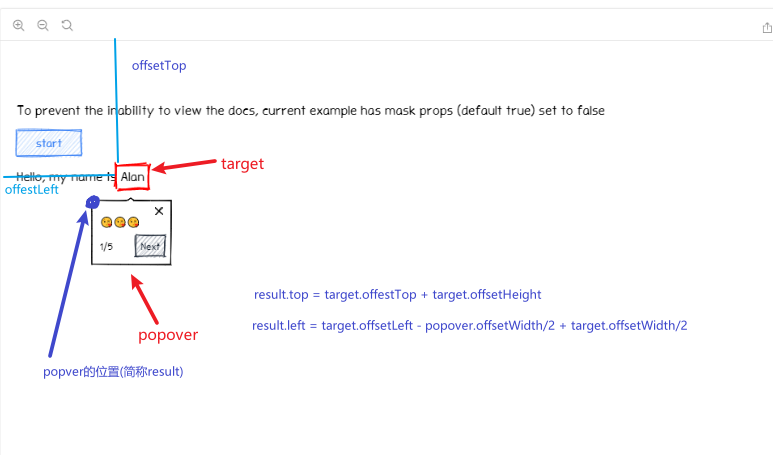 offsetTop
To prevent the inability to view the docs, current example has mask props (default true) set to false
start
target
Hello, my name is Alan
offestLeft
1/5
Next
result.top = target.offestTop + target.offsetHeight
result.left = target.offsetLeft - popover.offsetWidth/2 + target.offsetWidth/2
popover
popver的位置(简称result)